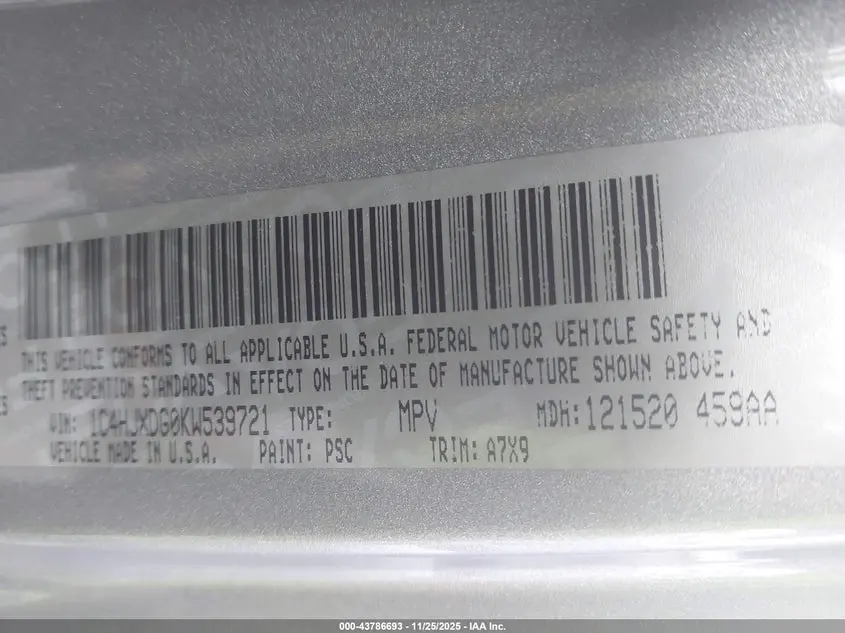 THIS VEHICLE CONFORMS TO ALL APPLICABLE U.S.A. FEDERAL MOTOR VEHICLE SAFETY AND
THEFT PREVENTION STANDARDS IN EFFECT ON THE DATE OF MANUFACTURE SHOWN ABOVE.
VIN: 1C4HJXDG0KW539721 TYPE: MPV MDH: 121520 459AA
VEHICLE MADE IN U.S.A. PAINT: PSC TRIM: A7X9
000-43786693 - 11/25/2025 - IAA Inc.